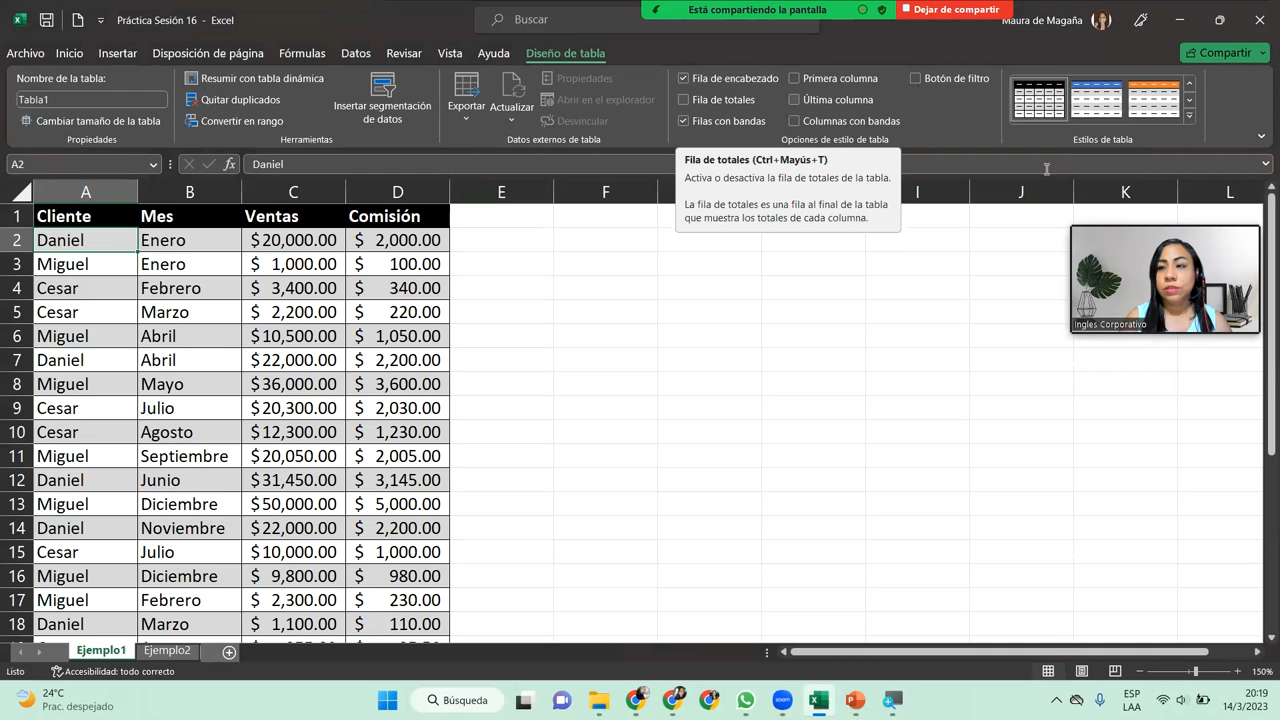 Práctica Sesión 16 - Excel
Buscar
Está compartiendo la pantalla
Dejar de compartir
Maura de Magaña
Archivo Inicio Insertar Disposición de página Fórmulas Datos Revisar Vista Ayuda Diseño de tabla
Compartir
Nombre de la tabla:
Tabla1
Cambiar tamaño de la tabla
Propiedades
Resumir con tabla dinámica
Quitar duplicados
Convertir en rango
Insertar segmentación
de datos
Herramientas
Exportar
Actualizar
Propiedades
Abrir en el explorador
Desvincular
Datos externos de tabla
Fila de encabezado
Fila de totales
Filas con bandas
Primera columna
Última columna
Columnas con bandas
Botón de filtro
Opciones de estilo de tabla
Estilos de tabla
A2
fx
Daniel
Fila de totales (Ctrl+Mayús+T)
Activa o desactiva la fila de totales de la tabla.
La fila de totales es una fila al final de la tabla
que muestra los totales de cada columna.
A B C D E F I J K L
1 Cliente Mes Ventas Comisión
2 Daniel Enero $20,000.00 $ 2,000.00
3 Miguel Enero $ 1,000.00 $ 100.00
4 Cesar Febrero $ 3,400.00 $ 340.00
5 Cesar Marzo $ 2,200.00 $ 220.00
6 Miguel Abril $10,500.00 $ 1,050.00
7 Daniel Abril $22,000.00 $ 2,200.00
8 Miguel Mayo $36,000.00 $ 3,600.00
9 Cesar Julio $20,300.00 $ 2,030.00
10 Cesar Agosto $12,300.00 $ 1,230.00
11 Miguel Septiembre $20,050.00 $ 2,005.00
12 Daniel Junio $31,450.00 $ 3,145.00
13 Miguel Diciembre $50,000.00 $ 5,000.00
14 Daniel Noviembre $22,000.00 $ 2,200.00
15 Cesar Julio $10,000.00 $ 1,000.00
16 Miguel Diciembre $ 9,800.00 $ 980.00
17 Miguel Febrero $ 2,300.00 $ 230.00
18 Daniel Marzo $ 1,100.00 $ 110.00
Ingles Corporativo
Ejemplo1 Ejemplo2
Listo
Accesibilidad: todo correcto
150%
24°C
Prac. despejado
Búsqueda
ESP
LAA
20:19
14/3/2023